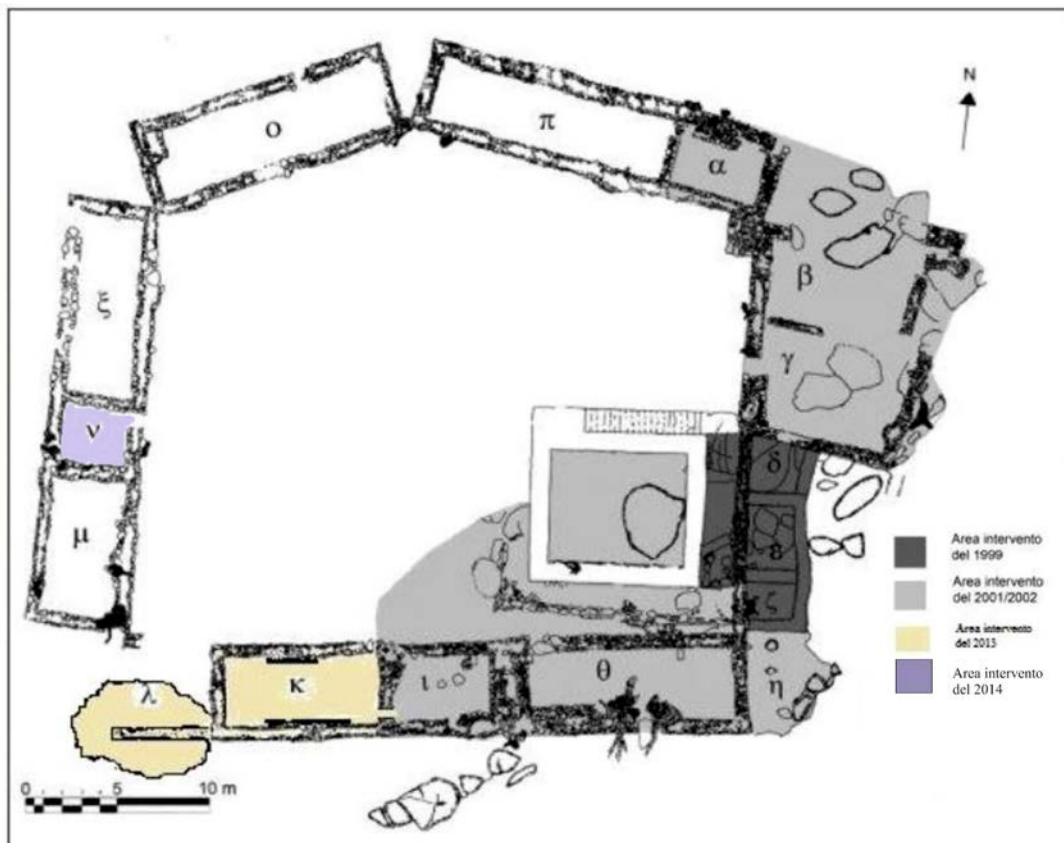 N
ο
π
α
β
ξ
γ
ν
δ
μ
ε
ζ
κ
ι
θ
η
λ
Area intervento
del 1999
Area intervento
del 2001/2002
Area intervento
del 2015
Area intervento
del 2014
0 5 10 m